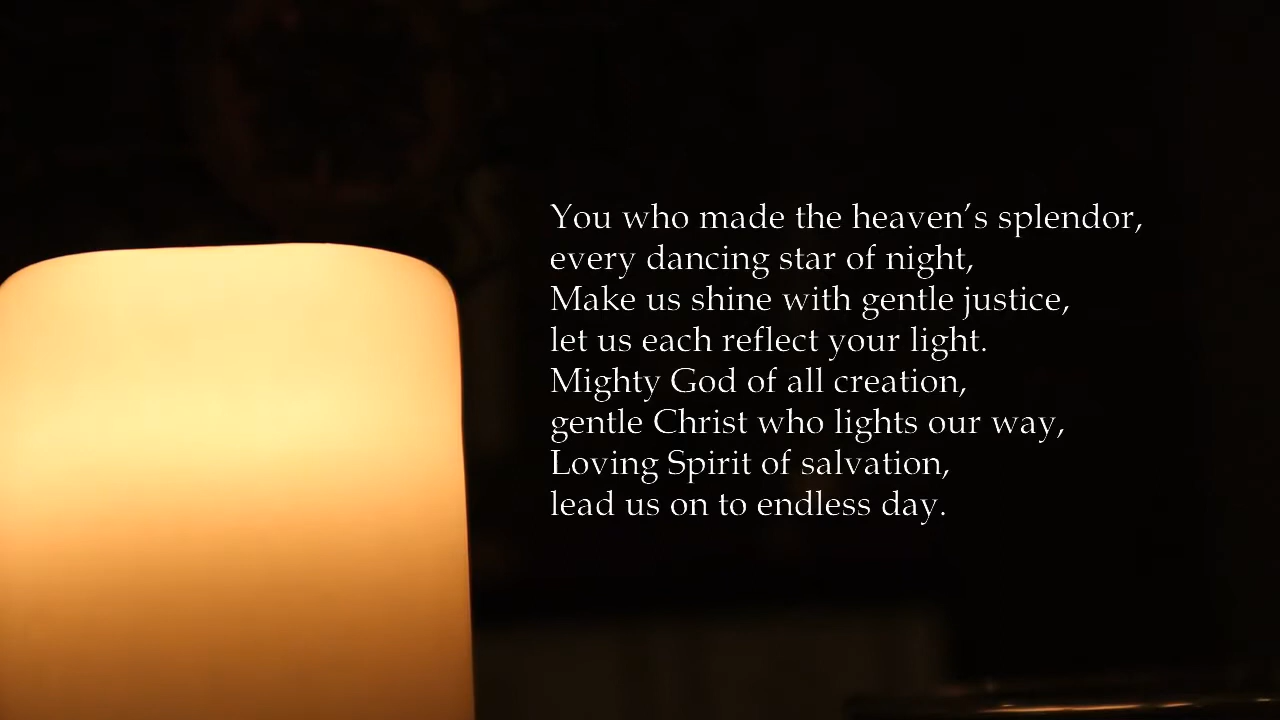 You who made the heaven’s splendor,
every dancing star of night,
Make us shine with gentle justice,
let us each reflect your light.
Mighty God of all creation,
gentle Christ who lights our way,
Loving Spirit of salvation,
lead us on to endless day.